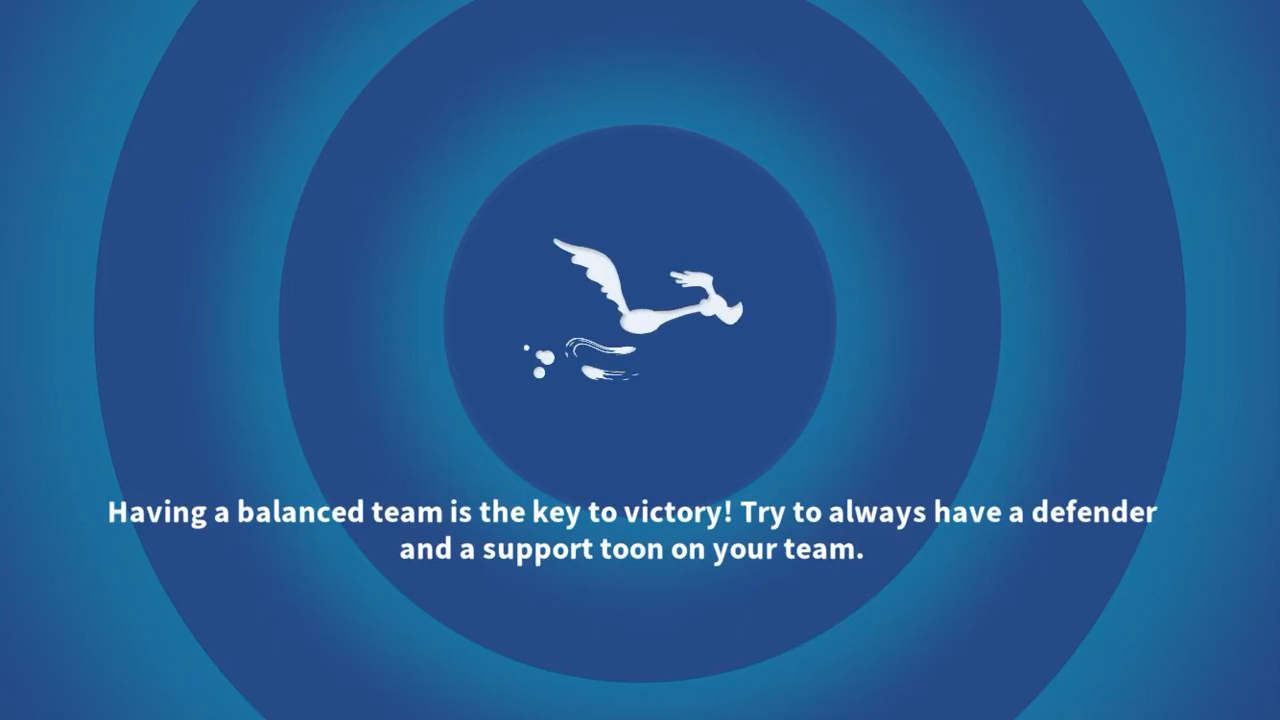 Having a balanced team is the key to victory! Try to always have a defender
and a support toon on your team.